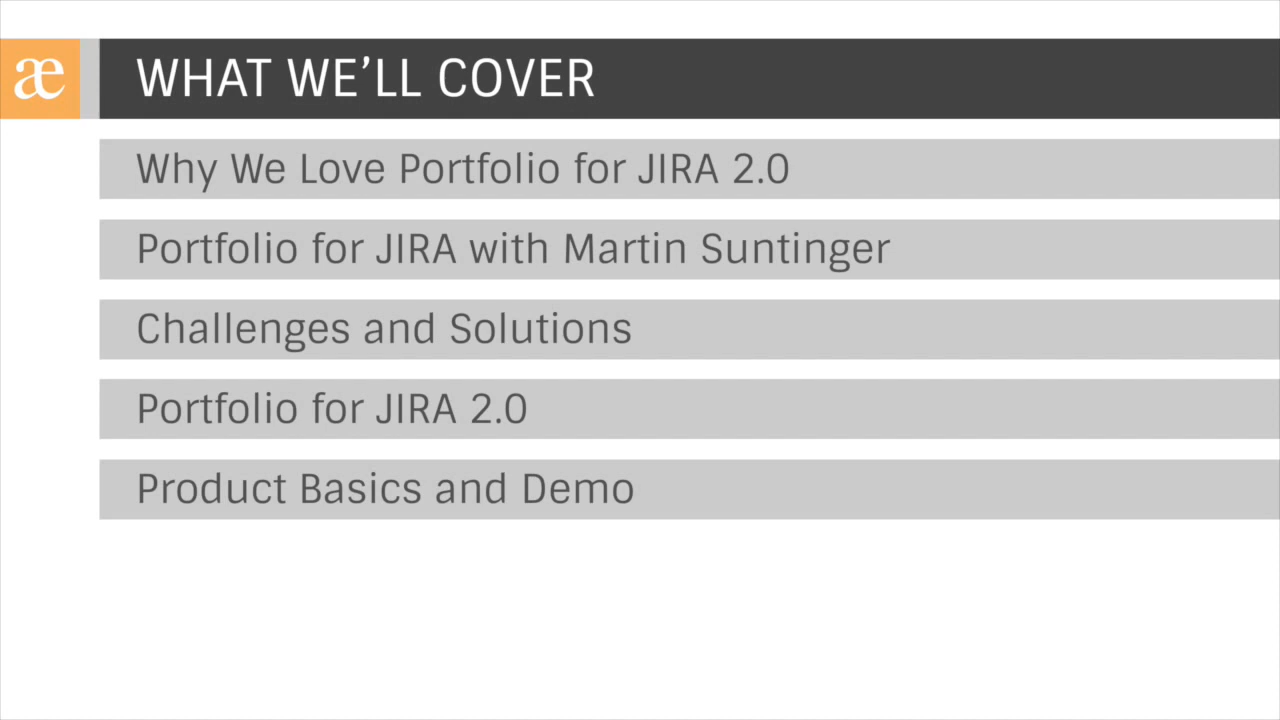 æ
WHAT WE’LL COVER
Why We Love Portfolio for JIRA 2.0
Portfolio for JIRA with Martin Suntinger
Challenges and Solutions
Portfolio for JIRA 2.0
Product Basics and Demo